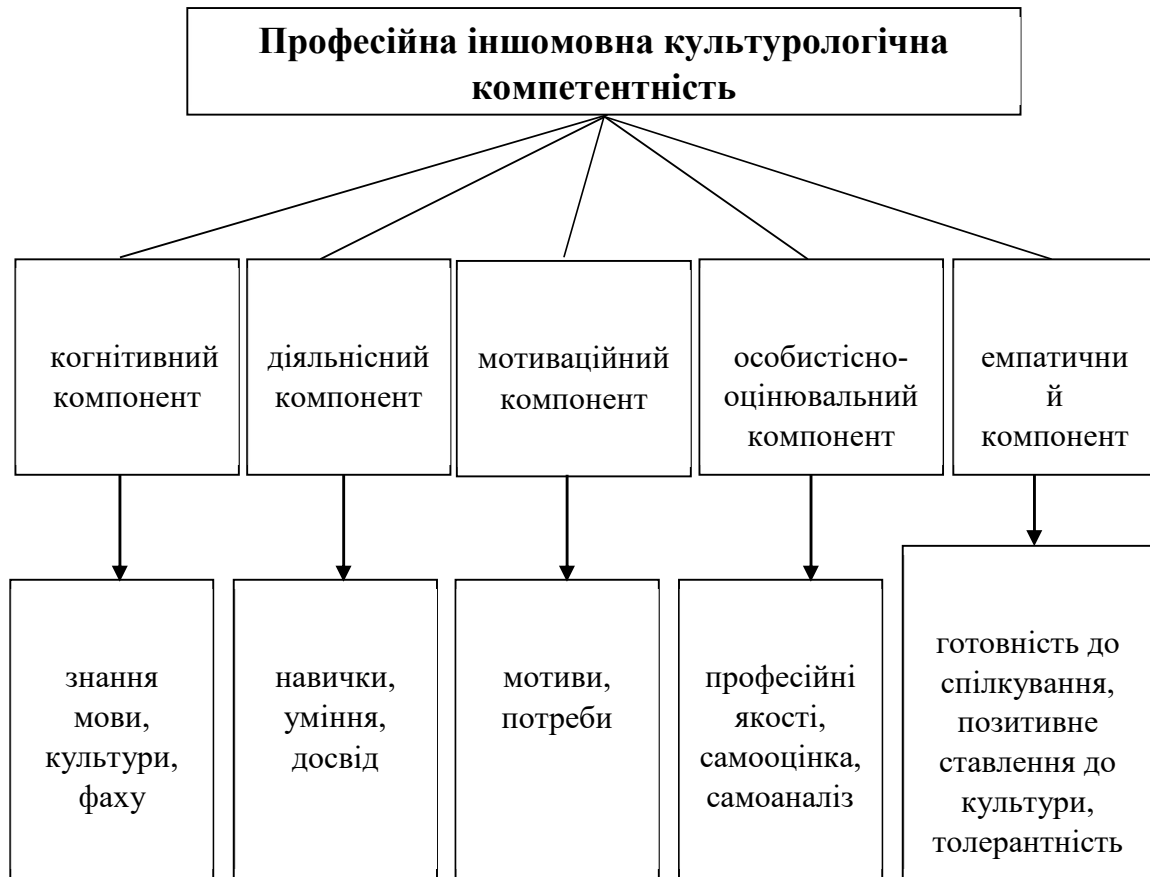 Професійна іншомовна культурологічна
компетентність
когнітивний
компонент
діяльнісний
компонент
мотиваційний
компонент
особистісно-
оцінювальний
компонент
емпатични
й
компонент
знання
мови,
культури,
фаху
навички,
уміння,
досвід
мотиви,
потреби
професійні
якості,
самооцінка,
самоаналіз
готовність до
спілкування,
позитивне
ставлення до
культури,
толерантність